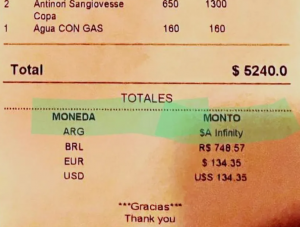 2 Antinori Sangiovesse 650 1300
Copa
1 Agua CON GAS 160 160
Total $ 5240.0
TOTALES
MONEDA MONTO
ARG $A Infinity
BRL R$ 748.57
EUR $ 134.35
USD U$S 134.35
***Gracias***
Thank you